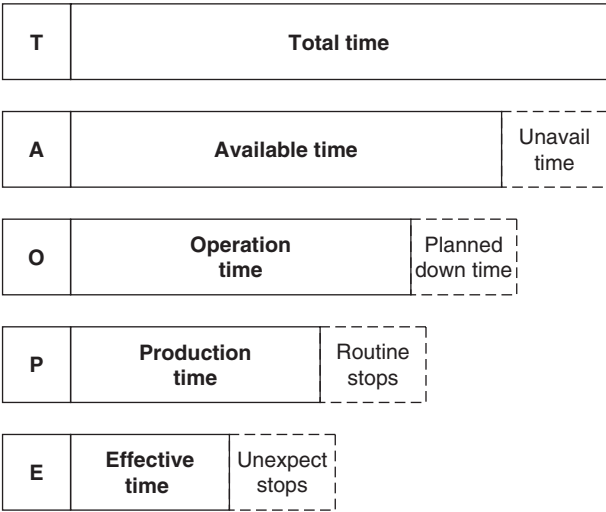 T Total time
A Available time Unavail
time
O Operation
time Planned
down time
P Production
time Routine
stops
E Effective
time Unexpect
stops